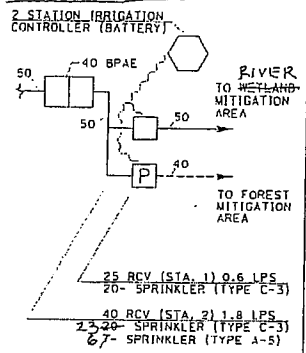 2 STATION IRRIGATION
CONTROLLER (BATTERY)
40 BPAE
50
RIVER
TO WETLAND
MITIGATION
AREA
50
50
P
40
TO FOREST
MITIGATION
AREA
25 RCV (STA. 1) 0.6 LPS
20- SPRINKLER (TYPE C-3)
40 RCV (STA. 2) 1.8 LPS
23 20- SPRINKLER (TYPE C-3)
67- SPRINKLER (TYPE A-5)